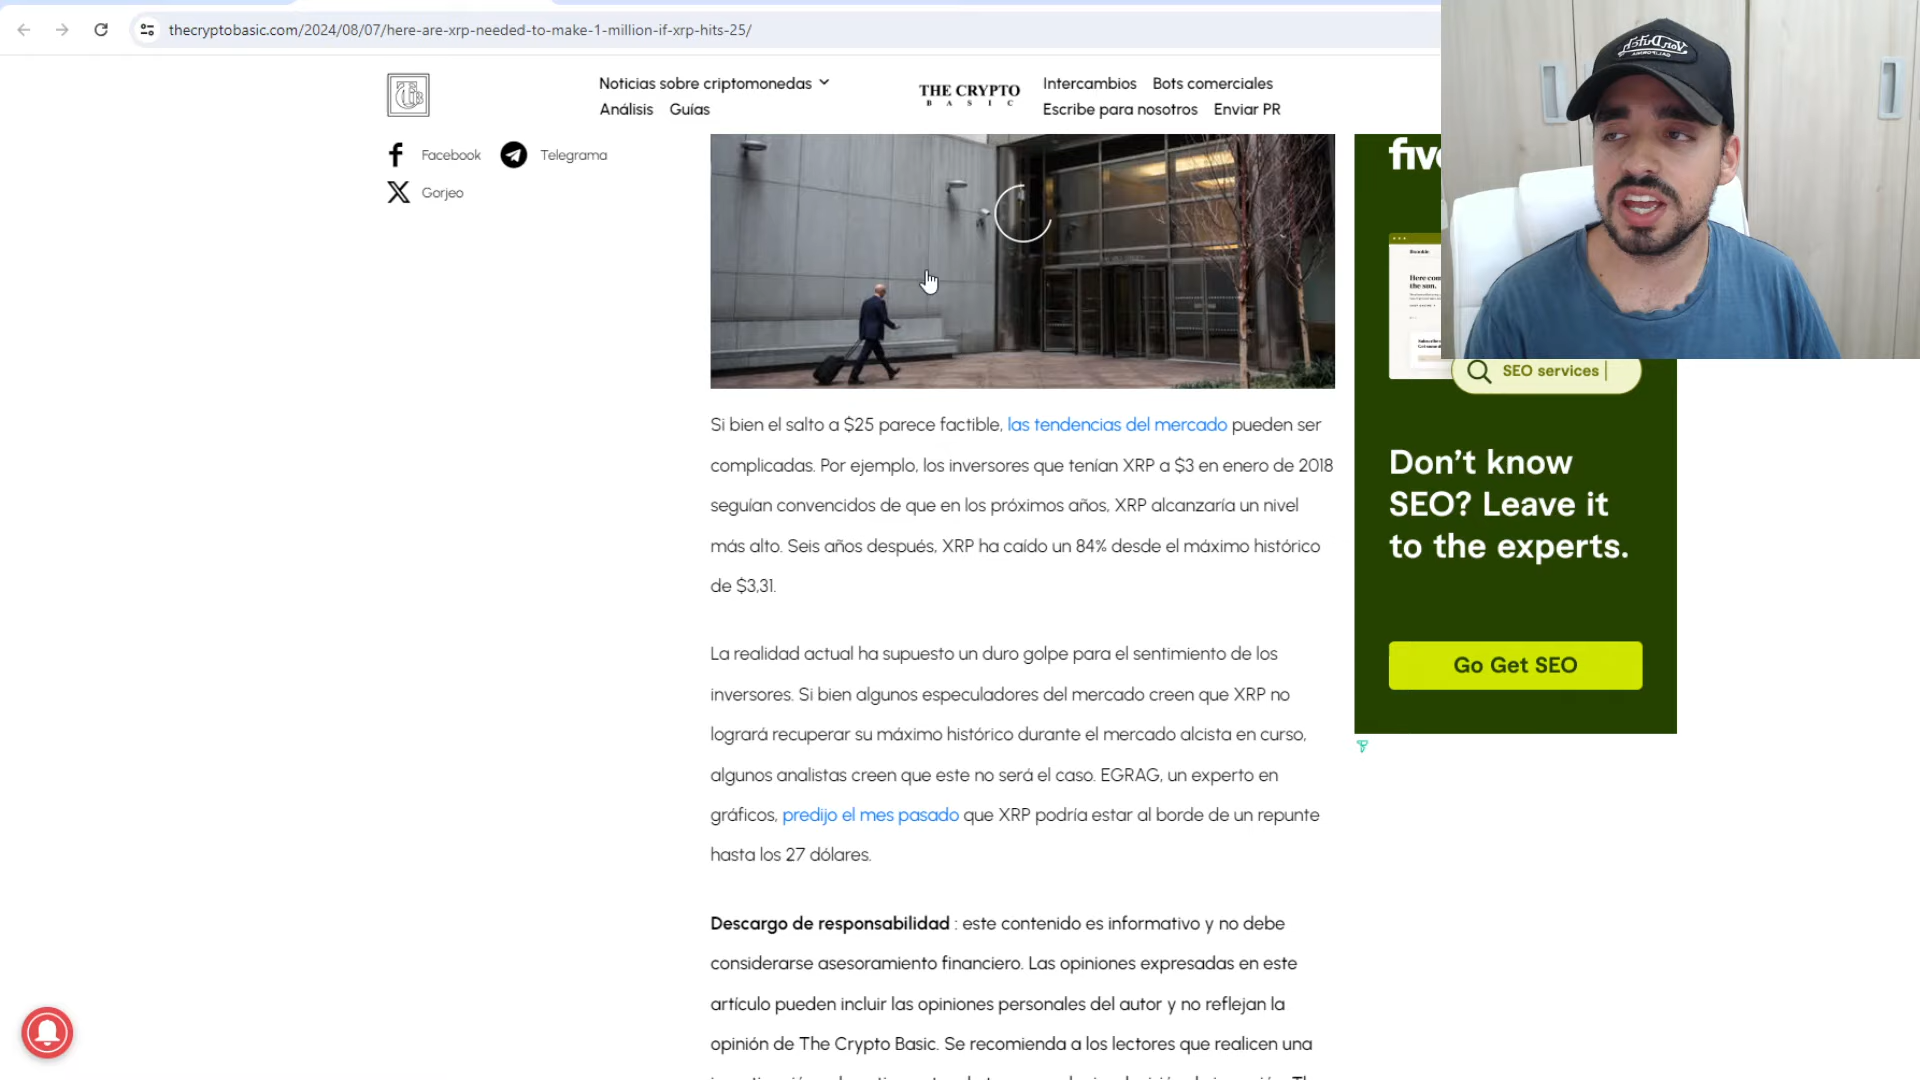 thecryptobasic.com/2024/08/07/here-are-xrp-needed-to-make-1-million-if-xrp-hits-25/
Noticias sobre criptomonedas
Análisis Guías
THE CRYPTO
BASIC
Intercambios Bots comerciales
Escribe para nosotros Enviar PR
Facebook Telegrama
Gorjeo
Si bien el salto a $25 parece factible, las tendencias del mercado pueden ser
complicadas. Por ejemplo, los inversores que tenían XRP a $3 en enero de 2018
seguían convencidos de que en los próximos años, XRP alcanzaría un nivel
más alto. Seis años después, XRP ha caído un 84% desde el máximo histórico
de $3,31.
La realidad actual ha supuesto un duro golpe para el sentimiento de los
inversores. Si bien algunos especuladores del mercado creen que XRP no
logrará recuperar su máximo histórico durante el mercado alcista en curso,
algunos analistas creen que este no será el caso. EGRAG, un experto en
gráficos, predijo el mes pasado que XRP podría estar al borde de un repunte
hasta los 27 dólares.
Descargo de responsabilidad : este contenido es informativo y no debe
considerarse asesoramiento financiero. Las opiniones expresadas en este
artículo pueden incluir las opiniones personales del autor y no reflejan la
opinión de The Crypto Basic. Se recomienda a los lectores que realicen una
Von Dutch
five
Here com
the sun.
SEO services
Don't know
SEO? Leave it
to the experts.
Go Get SEO